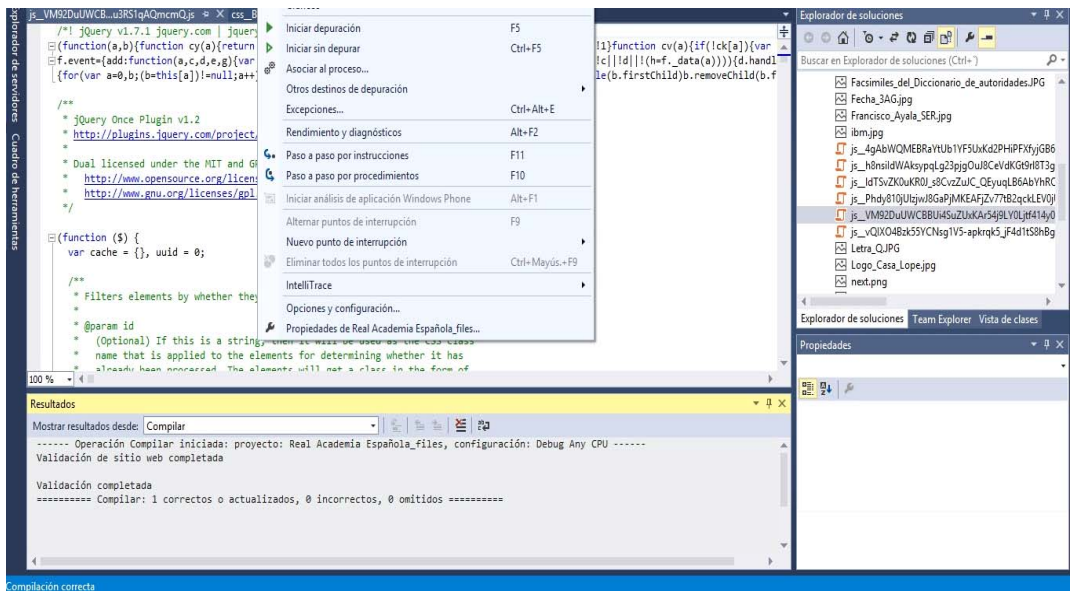 Explorador de servidores
Cuadro de herramientas
js_VM92DuUWCB...u3RS1qAQmcmQ.js
css_B
/*! jQuery v1.7.1 jquery.com | jquery
(function(a,b){function cy(a){return
f.event={add:function(a,c,d,e,g){var
{for(var a=0,b;(b=this[a])!=null;a++)
/**
* jQuery Once Plugin v1.2
* http://plugins.jquery.com/project/
*
* Dual licensed under the MIT and GP
* http://www.opensource.org/licens
* http://www.gnu.org/licenses/gpl
*/
(function ($) {
var cache = {}, uuid = 0;
/**
* Filters elements by whether they
*
* @param id
* (Optional) If this is a string, then it will be used as the CSS class
* name that is applied to the elements for determining whether it has
* already been processed. The elements will get a class in the form of
100 %
!1}function cv(a){if(!ck[a]){var
!c||!d||!(h=f._data(a)))){d.handl
le(b.firstChild)b.removeChild(b.f
Iniciar depuración F5
Iniciar sin depurar Ctrl+F5
Asociar al proceso...
Otros destinos de depuración
Excepciones... Ctrl+Alt+E
Rendimiento y diagnósticos Alt+F2
Paso a paso por instrucciones F11
Paso a paso por procedimientos F10
Iniciar análisis de aplicación Windows Phone Alt+F1
Alternar puntos de interrupción F9
Nuevo punto de interrupción
Eliminar todos los puntos de interrupción Ctrl+Mayús.+F9
IntelliTrace
Opciones y configuración...
Propiedades de Real Academia Española_files...
Explorador de soluciones
Buscar en Explorador de soluciones (Ctrl+´)
Facsimiles_del_Diccionario_de_autoridades.JPG
Fecha_3AG.jpg
Francisco_Ayala_SER.jpg
ibm.jpg
js_4gAbWQMEBRaYtUb1YF5UxKd2PHiPFXfyjGB6
js_h8nsildWAksypqLg23pjgOuJ8CeVdKGt9rI8T3g
js_IdTSvZK0uKR0J_s8CvzZuJC_QEyuqLB6AbYhRC
js_Phdy810jUlzjwJ8GaPjMKEAFjZv77tB2qckLEV0j
js_VM92DuUWCBBUi4SuZUxKAr54j9LY0Ljtf414y0
js_vQIXO4Bzk55YCNsg1V5-apkrqk5_jF4d1tS8hBg
Letra_Q.JPG
Logo_Casa_Lope.jpg
next.png
Explorador de soluciones Team Explorer Vista de clases
Propiedades
Resultados
Mostrar resultados desde: Compilar
------ Operación Compilar iniciada: proyecto: Real Academia Española_files, configuración: Debug Any CPU ------
Validación de sitio web completada
Validación completada
========== Compilar: 1 correctos o actualizados, 0 incorrectos, 0 omitidos ==========
Compilación correcta